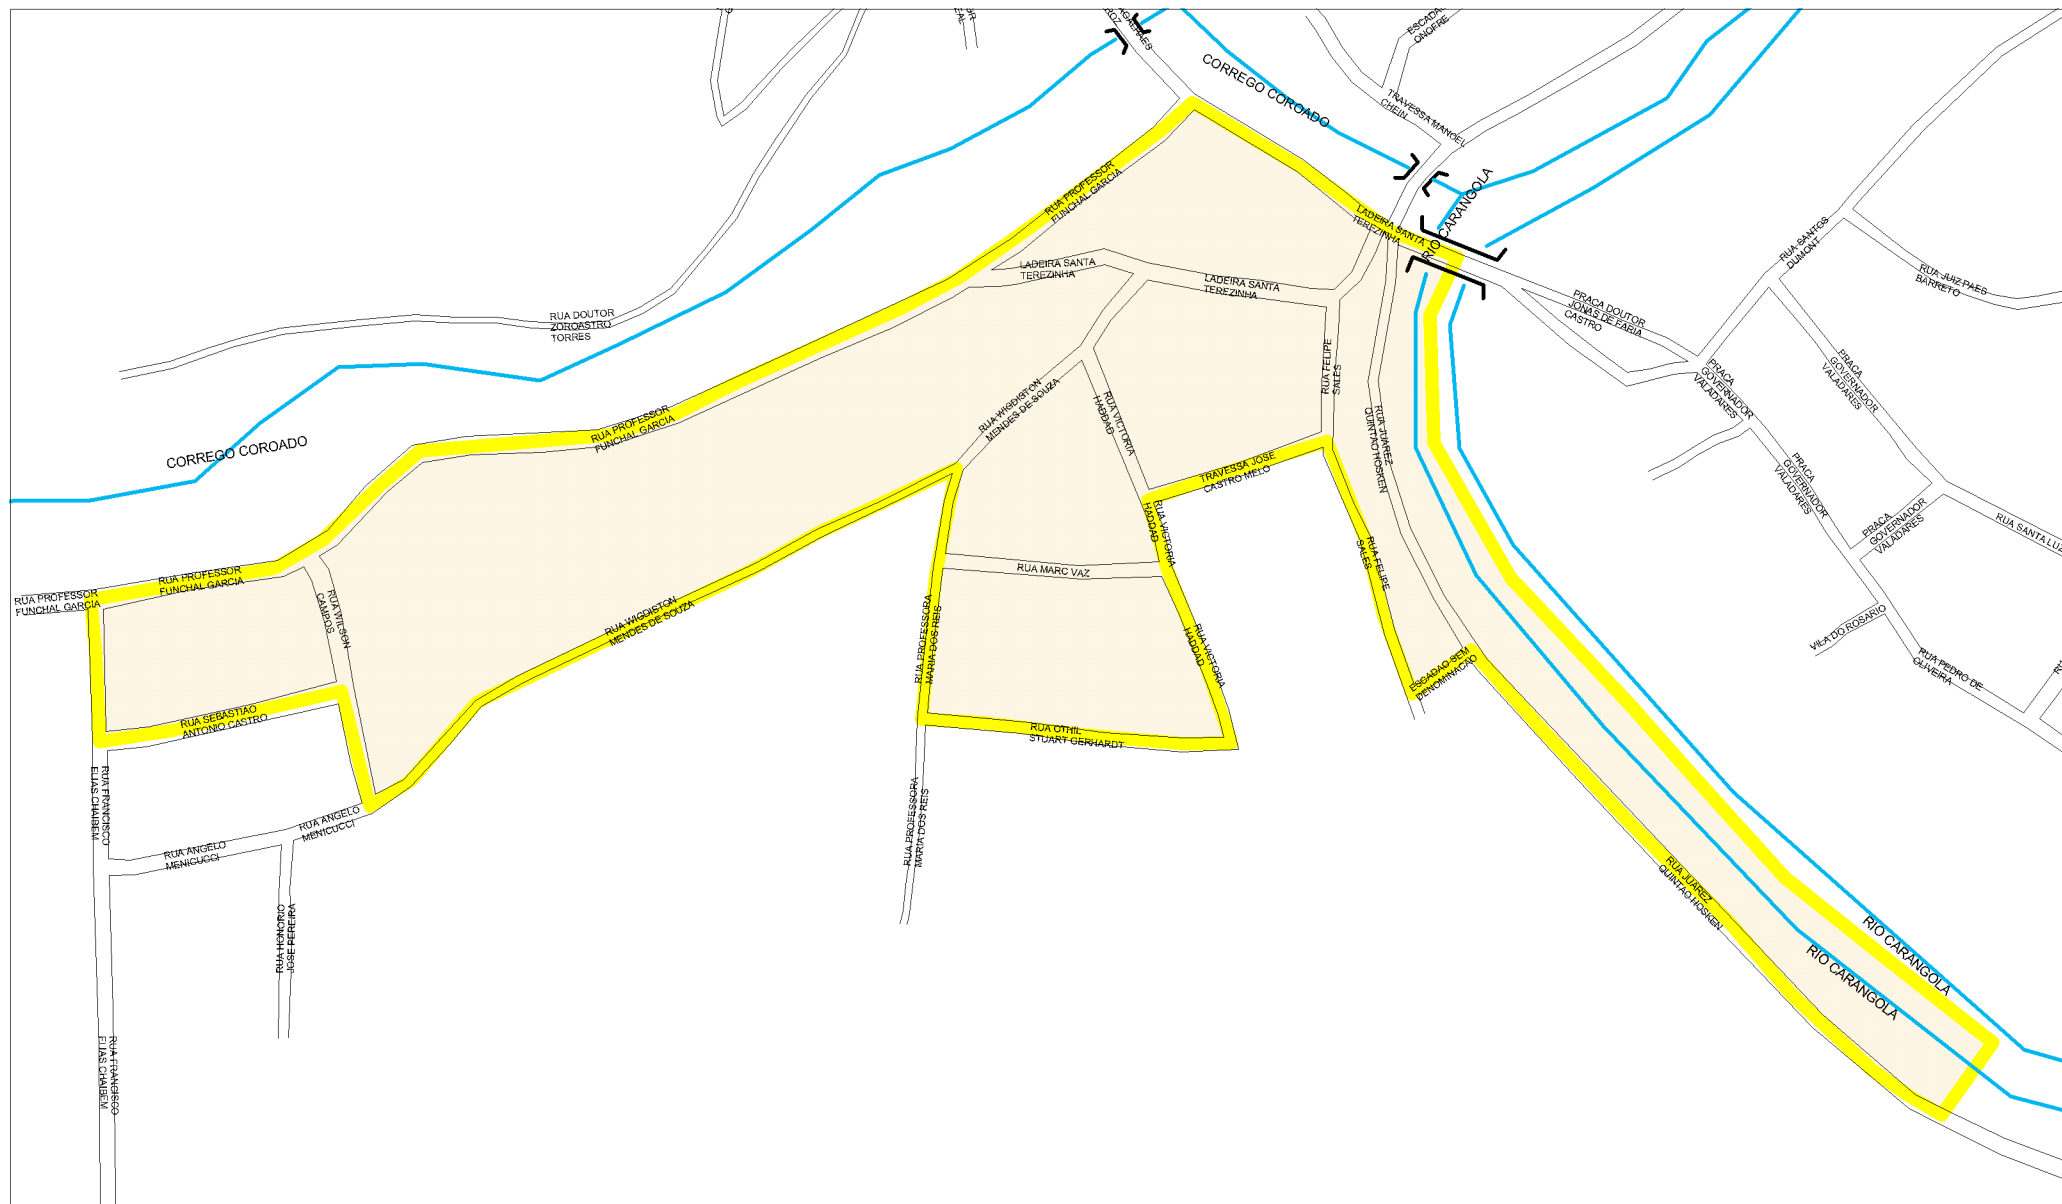 ESCADA
ONOFRE
CORREGO COROADO
TRAVESSA MANOEL
CHEIN
RUA PROFESSOR
FUNCHAL GARCIA
LADEIRA SANTA
TEREZINHA
RIO CARANGOLA
RUA SANTOS
DUMONT
RUA JUIZ PAES
BARRETO
LADEIRA SANTA
TEREZINHA
LADEIRA SANTA
TEREZINHA
PRACA DOUTOR
JONAS DE FARIA
CASTRO
RUA DOUTOR
ZOROASTRO
TORRES
RUA FELIPE
SALES
PRACA
GOVERNADOR
VALADARES
PRACA
GOVERNADOR
VALADARES
RUA WIGDISTON
MENDES DE SOUZA
RUA VICTORIA
HADDAD
RUA JUAREZ
QUINTAO HOSKEN
RUA PROFESSOR
FUNCHAL GARCIA
CORREGO COROADO
TRAVESSA JOSE
CASTRO MELO
PRACA
GOVERNADOR
VALADARES
PRACA
GOVERNADOR
VALADARES
RUA SANTA LUZ
RUA VICTORIA
HADDAD
RUA FELIPE
SALES
RUA MARC VAZ
RUA PROFESSOR
FUNCHAL GARCIA
RUA PROFESSOR
FUNCHAL GARCIA
RUA WILSON
CAMPOS
RUA WIGDISTON
MENDES DE SOUZA
RUA PROFESSORA
MARIA DOS REIS
RUA VICTORIA
HADDAD
VILA DO ROSARIO
ESCADAO SEM
DENOMINACAO
RUA PEDRO DE
OLIVEIRA
RUA SEBASTIAO
ANTONIO CASTRO
RUA OTHIL
STUART GERHARDT
RUA FRANCISCO
ELIAS CHAIBEM
RUA ANGELO
MENICUCCI
RUA ANGELO
MENICUCCI
RUA PROFESSORA
MARIA DOS REIS
RUA JUAREZ
QUINTAO HOSKEN
RUA HONORIO
JOSE PEREIRA
RIO CARANGOLA
RIO CARANGOLA
RUA FRANCISCO
ELIAS CHAIBEM